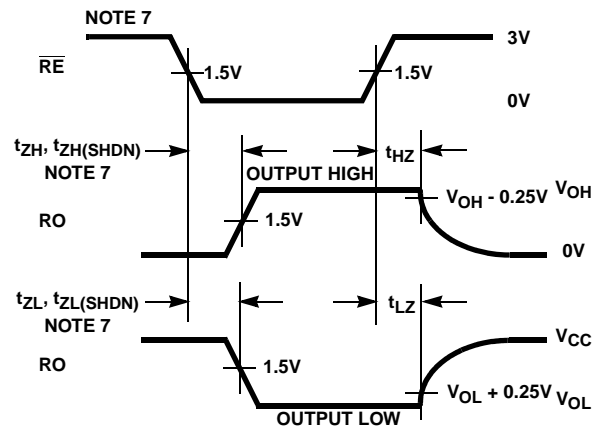 NOTE 7
3V
RE
1.5V
1.5V
0V
tZH, tZH(SHDN)
NOTE 7
tHZ
OUTPUT HIGH
VOH - 0.25V VOH
RO
1.5V
0V
tZL, tZL(SHDN)
NOTE 7
tLZ
VCC
RO
1.5V
VOL + 0.25V VOL
OUTPUT LOW